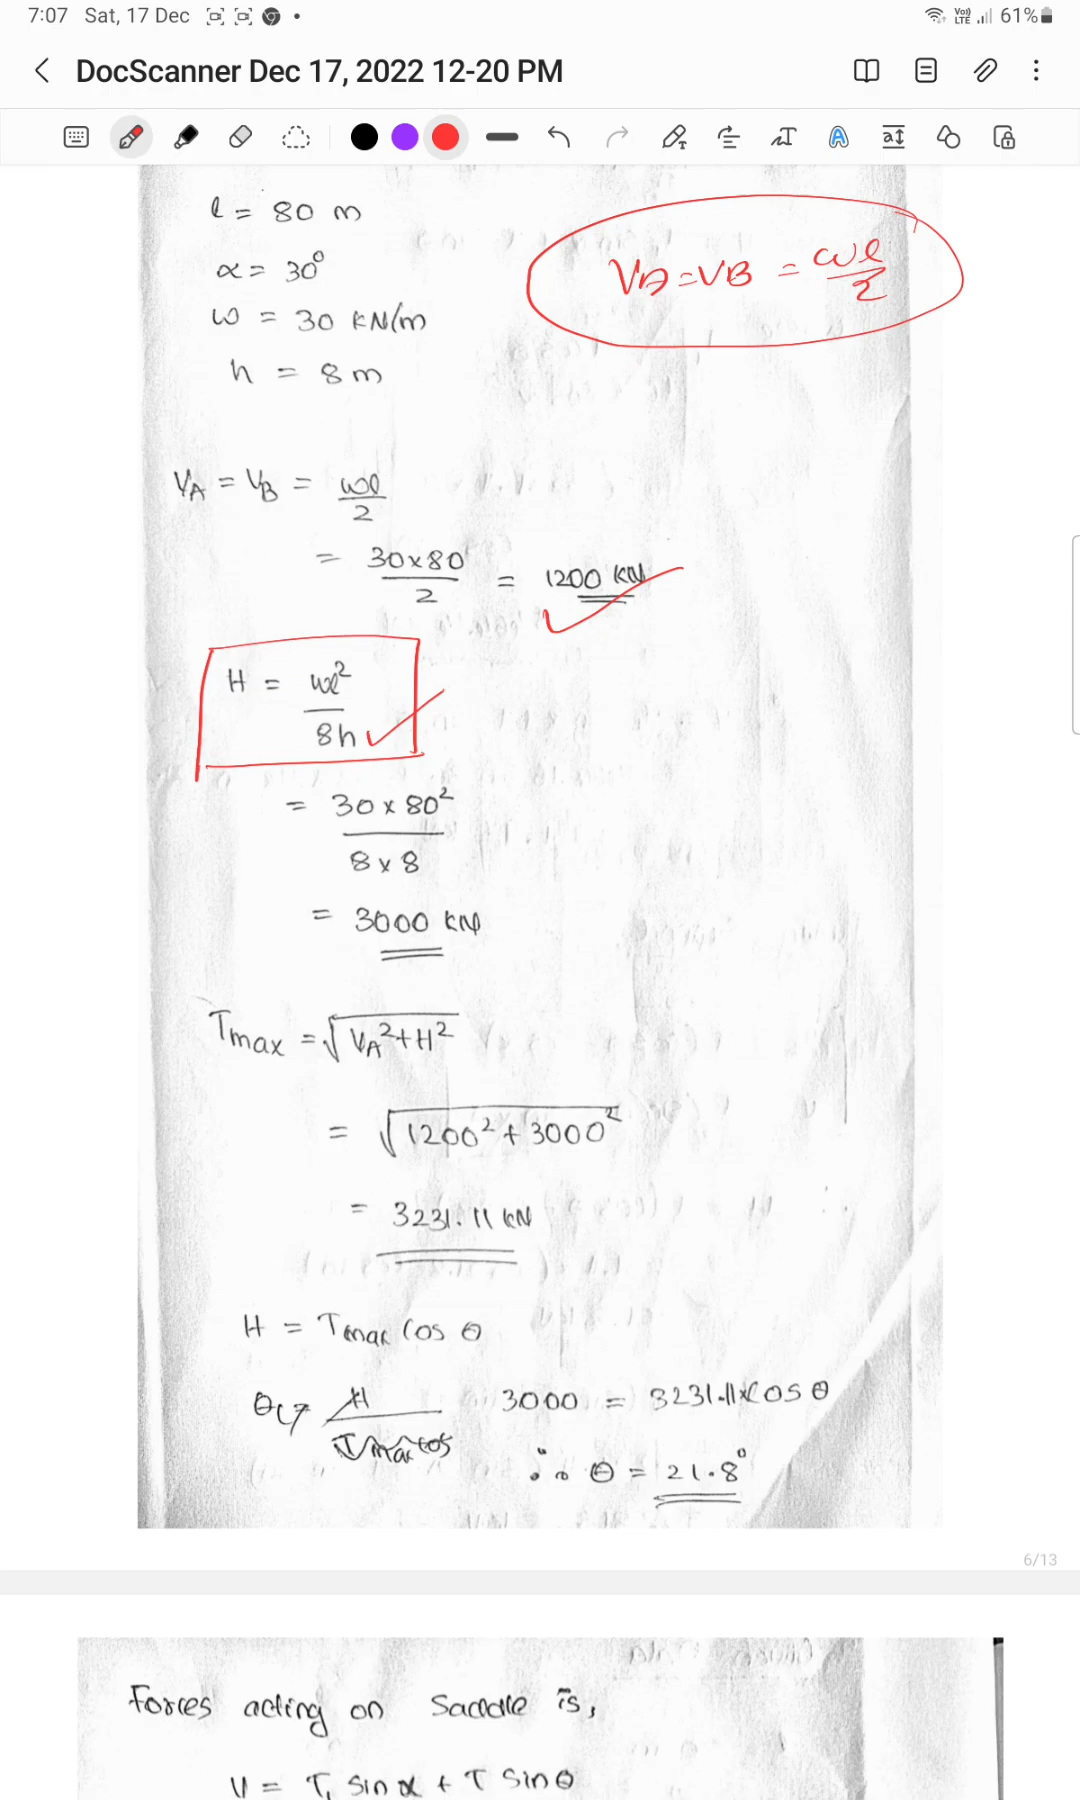 7:07 Sat, 17 Dec
61%
DocScanner Dec 17, 2022 12-20 PM
l = 80 m
α = 30°
ω = 30 KN/m
h = 8 m
VA = VB = ωl/2
VA = VB = ωl/2
= 30×80/2 = 1200 KN
H = wl²/8h
= 30 × 80²/8 × 8
= 3000 KN
Tmax = √VA²+H²
= √1200² + 3000²
= 3231.11 kN
H = Tmax Cos θ
3000 = 3231.11×Cos θ
∴ θ = 21.8°
6/13
Forces acting on Saddle is,
V = T, Sin α + T Sin θ